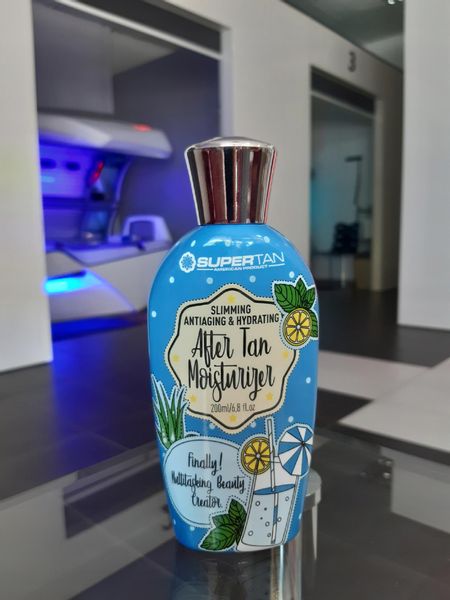 3
SUPERTAN
AMERICAN PRODUCT
SLIMMING
ANTIAGING & HYDRATING
After Tan
Moisturizer
200ml/6,8 fl.oz
Finally!
Multitasking Beauty
Creator